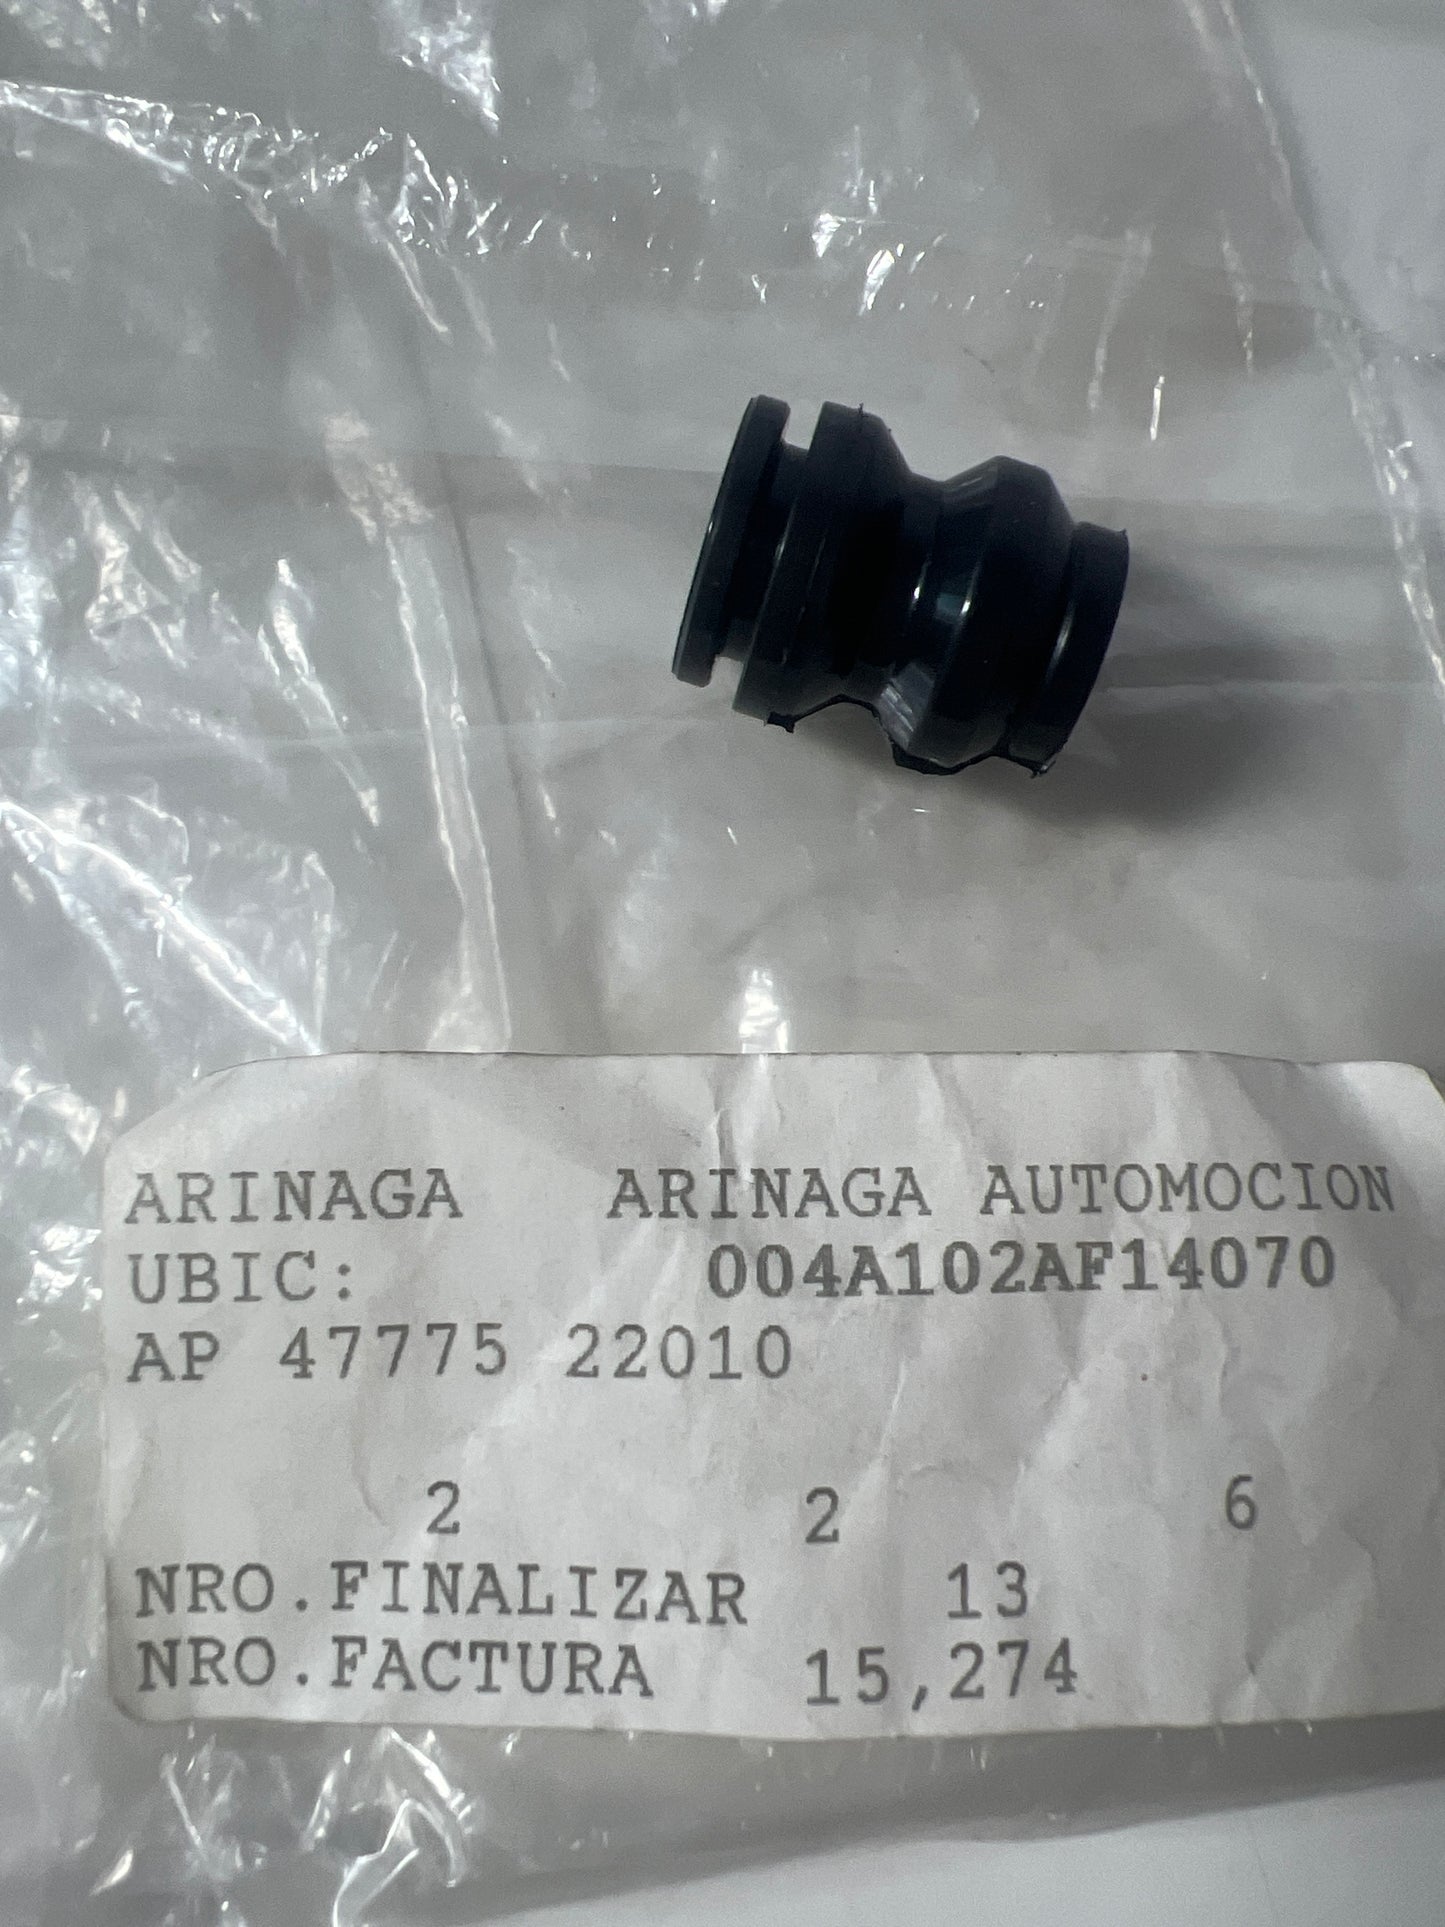 ARINAGA ARINAGA AUTOMOCION
UBIC: 004A102AF14070
AP 47775 22010
2 2 6
NRO.FINALIZAR 13
NRO.FACTURA 15,274